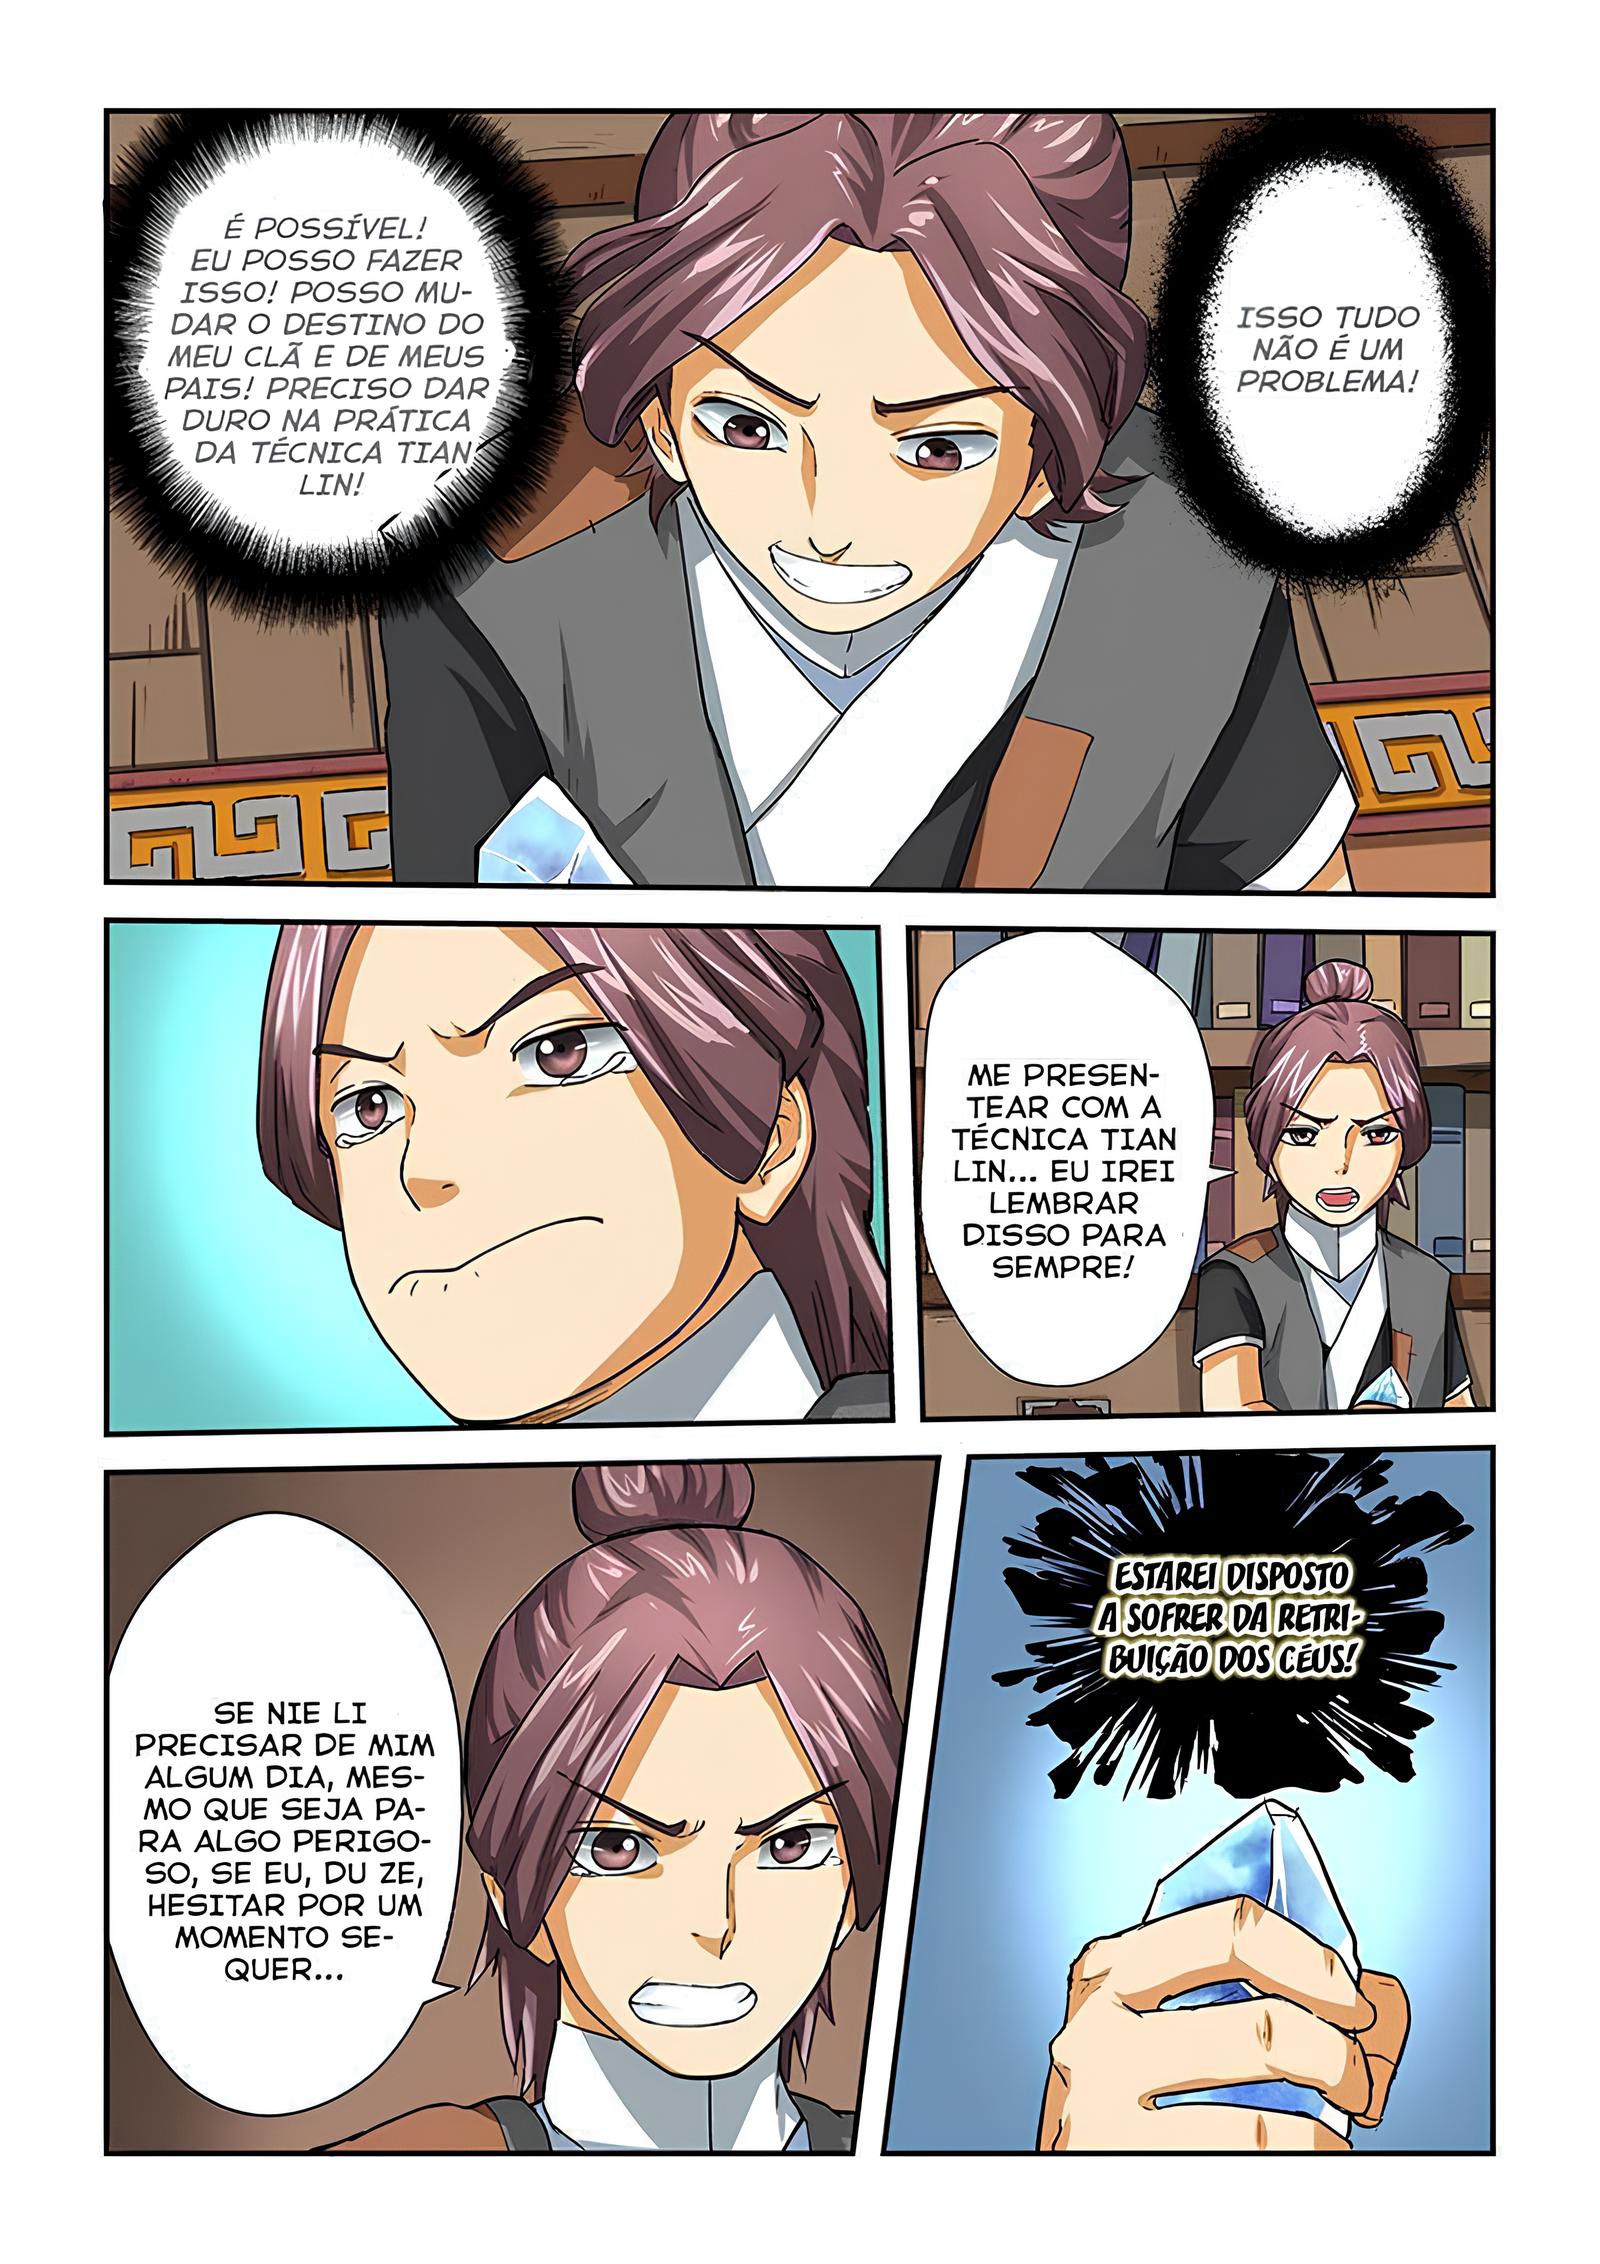 É POSSÍVEL!
EU POSSO FAZER
ISSO! POSSO MU-
DAR O DESTINO DO
MEU CLÃ E DE MEUS
PAIS! PRECISO DAR
DURO NA PRÁTICA
DA TÉCNICA TIAN
LIN!
ISSO TUDO
NÃO É UM
PROBLEMA!
ME PRESEN-
TEAR COM A
TÉCNICA TIAN
LIN... EU IREI
LEMBRAR
DISSO PARA
SEMPRE!
SE NIE LI
PRECISAR DE MIM
ALGUM DIA, MES-
MO QUE SEJA PA-
RA ALGO PERIGO-
SO, SE EU, DU ZE,
HESITAR POR UM
MOMENTO SE-
QUER...
ESTAREI DISPOSTO
A SOFRER DA RETRI-
BUIÇÃO DOS CÉUS!